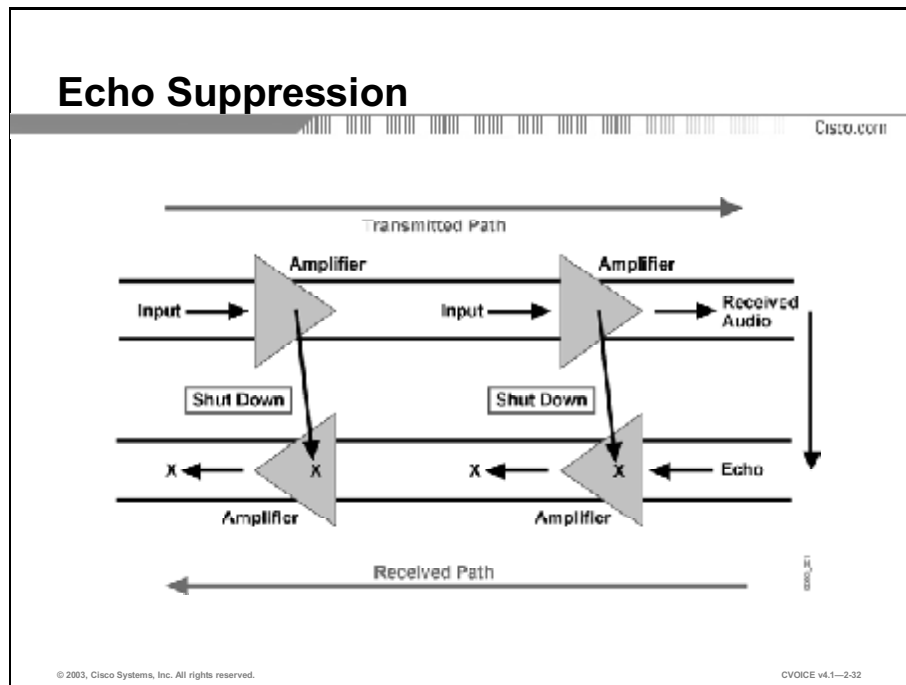 Echo Suppression
Cisco.com
Transmitted Path
Amplifier
Amplifier
Input
Input
Received
Audio
Shut Down
Shut Down
X
X
X
X
Echo
Amplifier
Amplifier
Received Path
© 2003, Cisco Systems, Inc. All rights reserved.
CVOICE v4.1—2-32